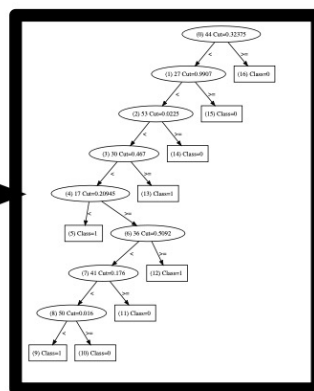 (0) 44 Cut=0.32375
< >=
(1) 27 Cut=0.9907 (16) Class=0
< >=
(2) 53 Cut=0.0225 (15) Class=0
< >=
(3) 30 Cut=0.467 (14) Class=0
< >=
(4) 17 Cut=0.20945 (13) Class=1
< >=
(5) Class=1 (6) 36 Cut=0.5092
< >=
(7) 41 Cut=0.176 (12) Class=1
< >=
(8) 50 Cut=0.016 (11) Class=0
< >=
(9) Class=1 (10) Class=0